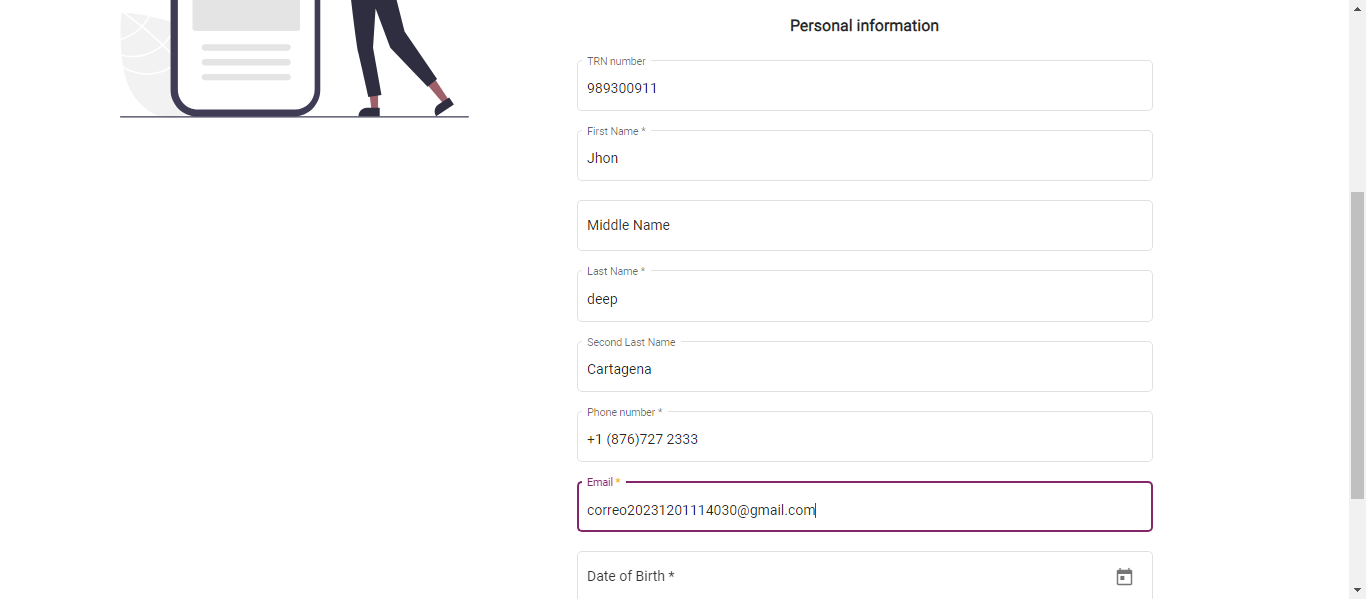 Personal information
TRN number
989300911
First Name *
Jhon
Middle Name
Last Name *
deep
Second Last Name
Cartagena
Phone number *
+1 (876)727 2333
Email *
correo20231201114030@gmail.com
Date of Birth *